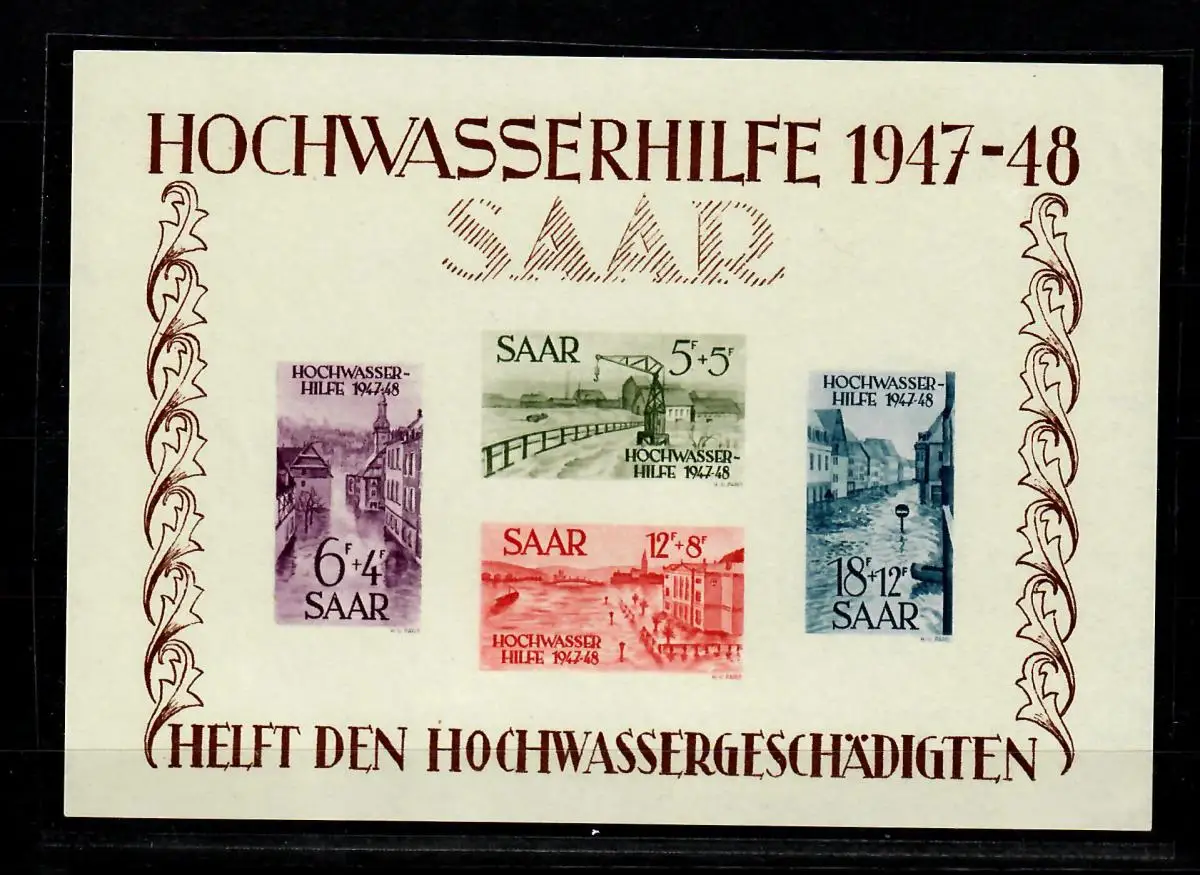 HOCHWASSERHILFE 1947-48
SAAR
HOCHWASSER-
HILFE 1947-48
6F+4F
SAAR
SAAR 5F+5F
HOCHWASSER-
HILFE 1947-48
SAAR 12F+8F
HOCHWASSER
HILFE 1947-48
HOCHWASSER-
HILFE 1947-48
18F+12F
SAAR
HELFT DEN HOCHWASSERGESCHÄDIGTEN